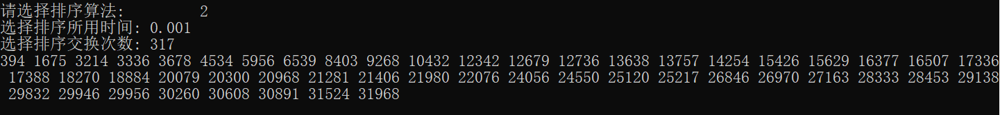 请选择排序算法: 2
选择排序所用时间: 0.001
选择排序交换次数: 317
394 1675 3214 3336 3678 4534 5956 6539 8403 9268 10432 12342 12679 12736 13638 13757 14254 15426 15629 16377 16507 17336
17388 18270 18884 20079 20300 20968 21281 21406 21980 22076 24056 24550 25120 25217 26846 26970 27163 28333 28453 29138
29832 29946 29956 30260 30608 30891 31524 31968